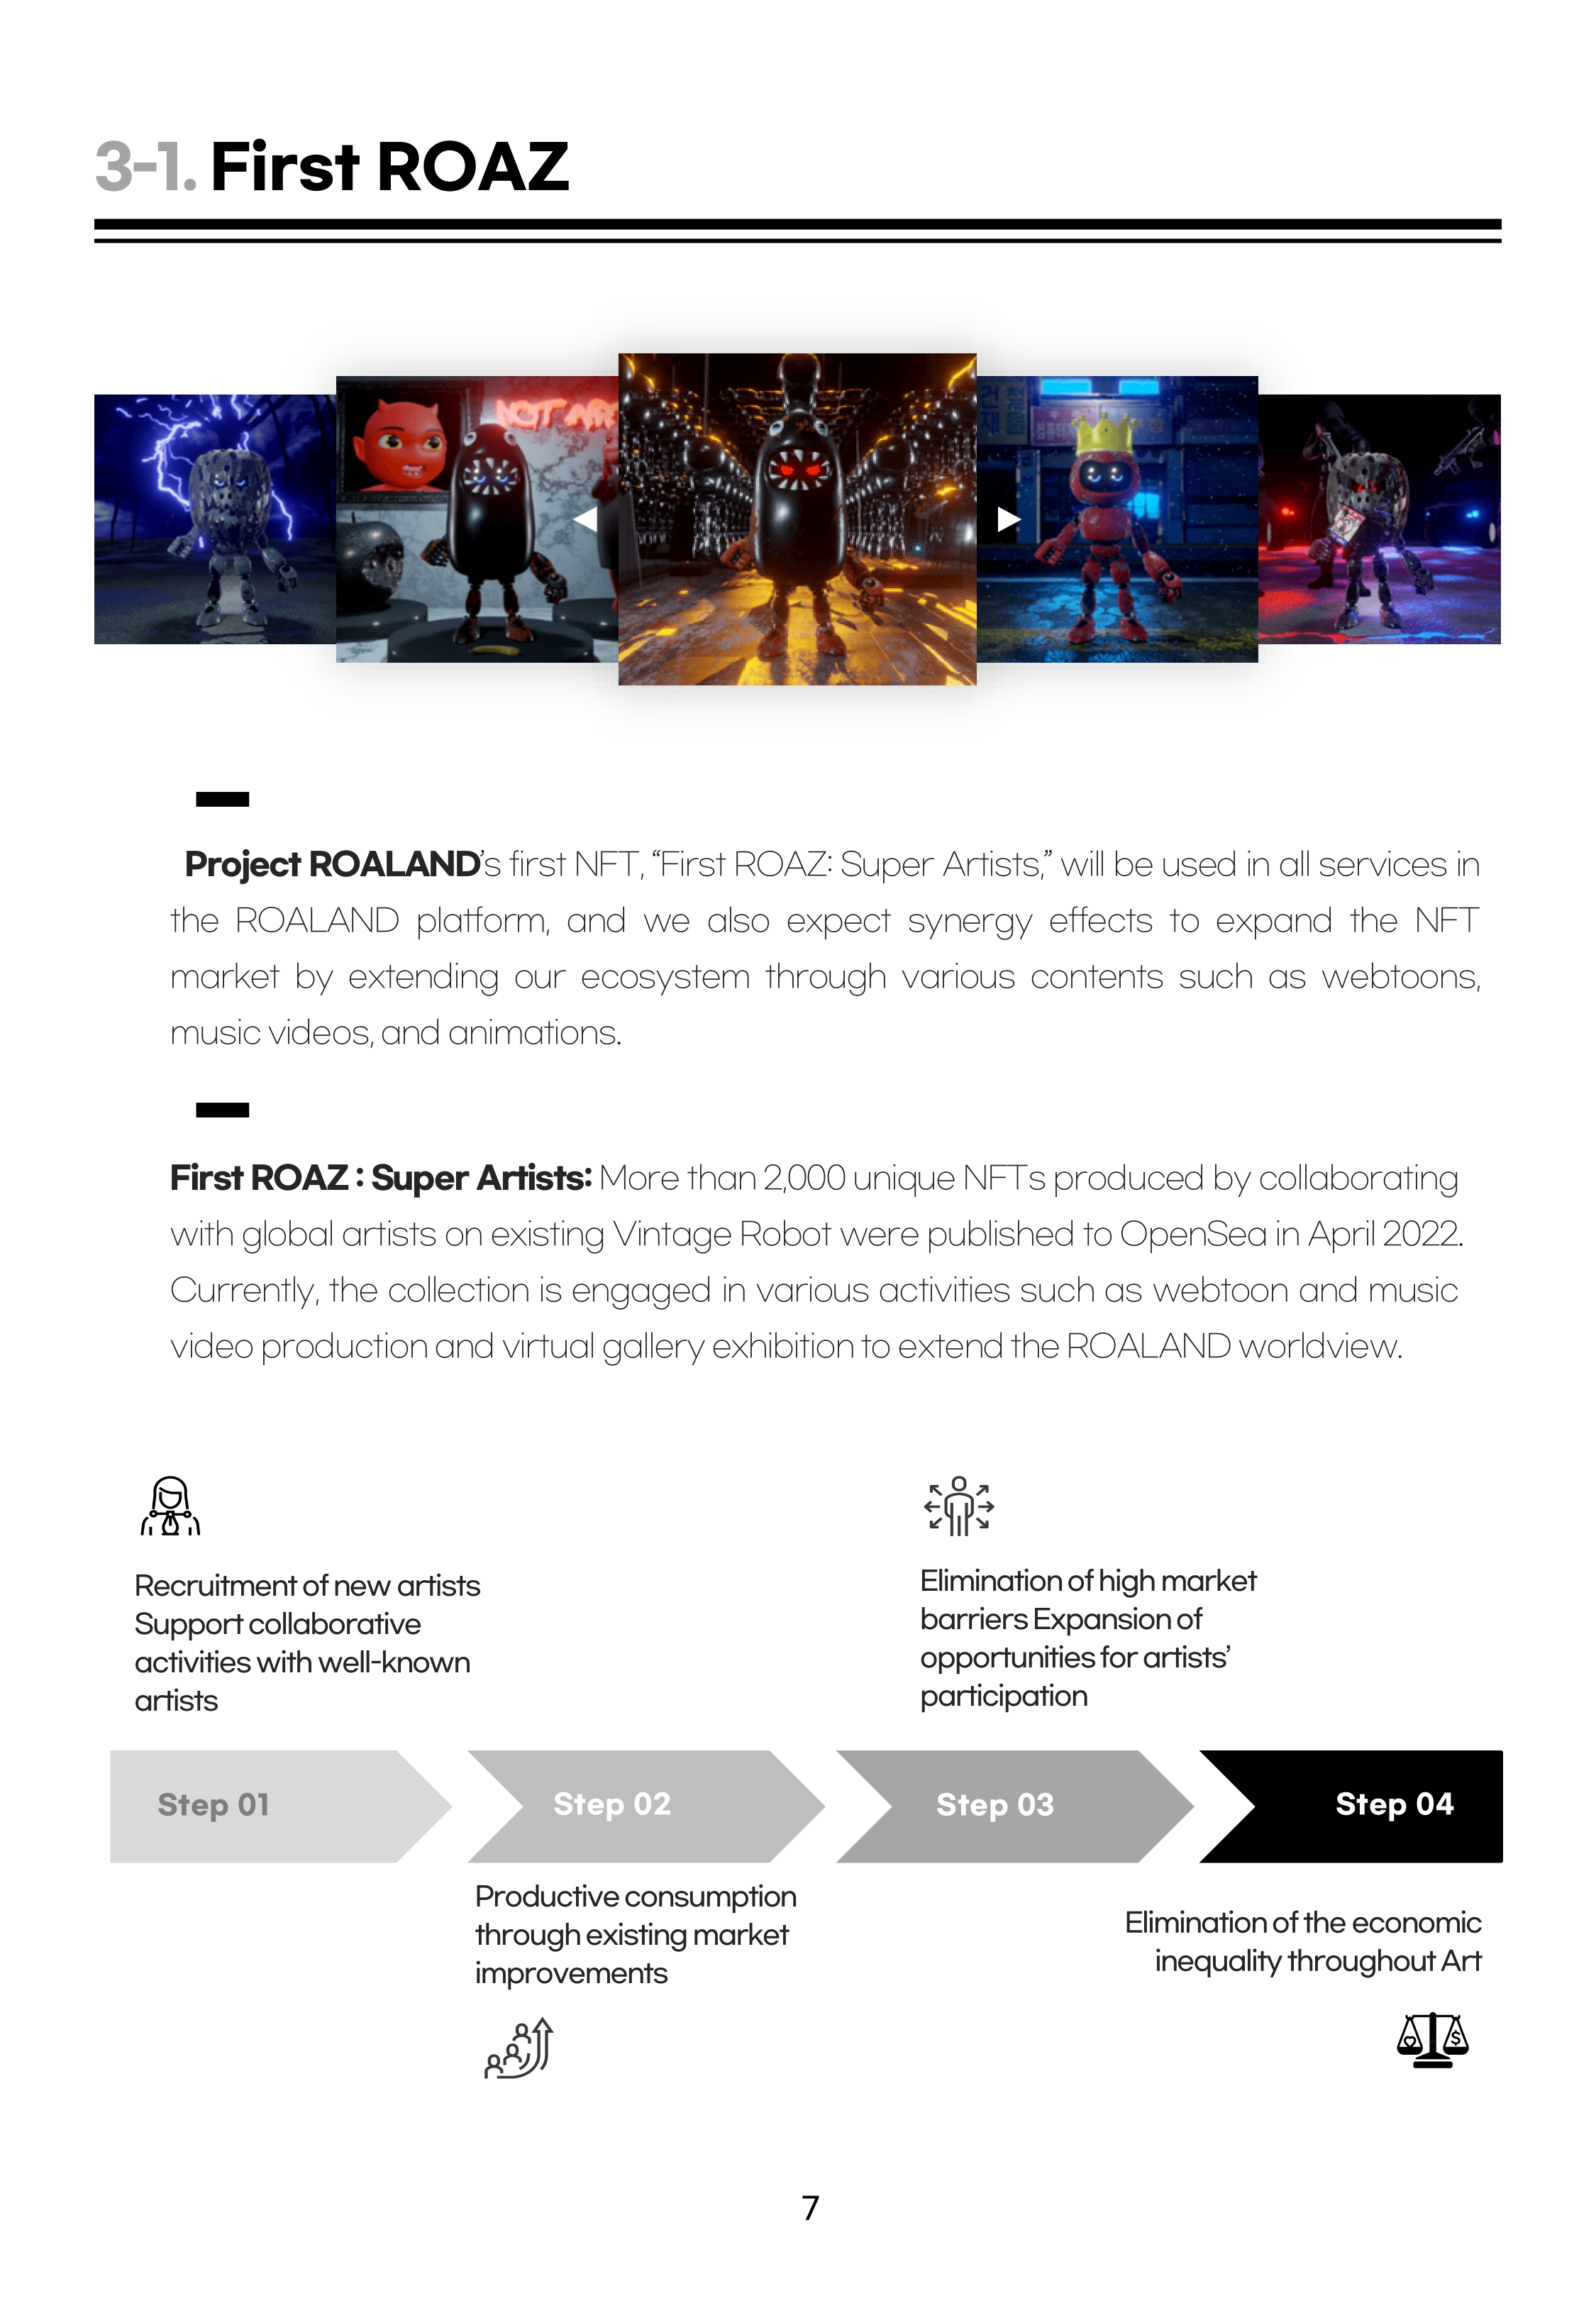 3-1. First ROAZ
NOT AR
Project ROALAND's first NFT, “First ROAZ: Super Artists,” will be used in all services in
the ROALAND platform, and we also expect synergy effects to expand the NFT
market by extending our ecosystem through various contents such as webtoons,
music videos, and animations.
First ROAZ : Super Artists: More than 2,000 unique NFTs produced by collaborating
with global artists on existing Vintage Robot were published to OpenSea in April 2022.
Currently, the collection is engaged in various activities such as webtoon and music
video production and virtual gallery exhibition to extend the ROALAND worldview.
Recruitment of new artists
Support collaborative
activities with well-known
artists
Elimination of high market
barriers Expansion of
opportunities for artists’
participation
Step 01
Step 02
Step 03
Step 04
Productive consumption
through existing market
improvements
Elimination of the economic
inequality throughout Art
7